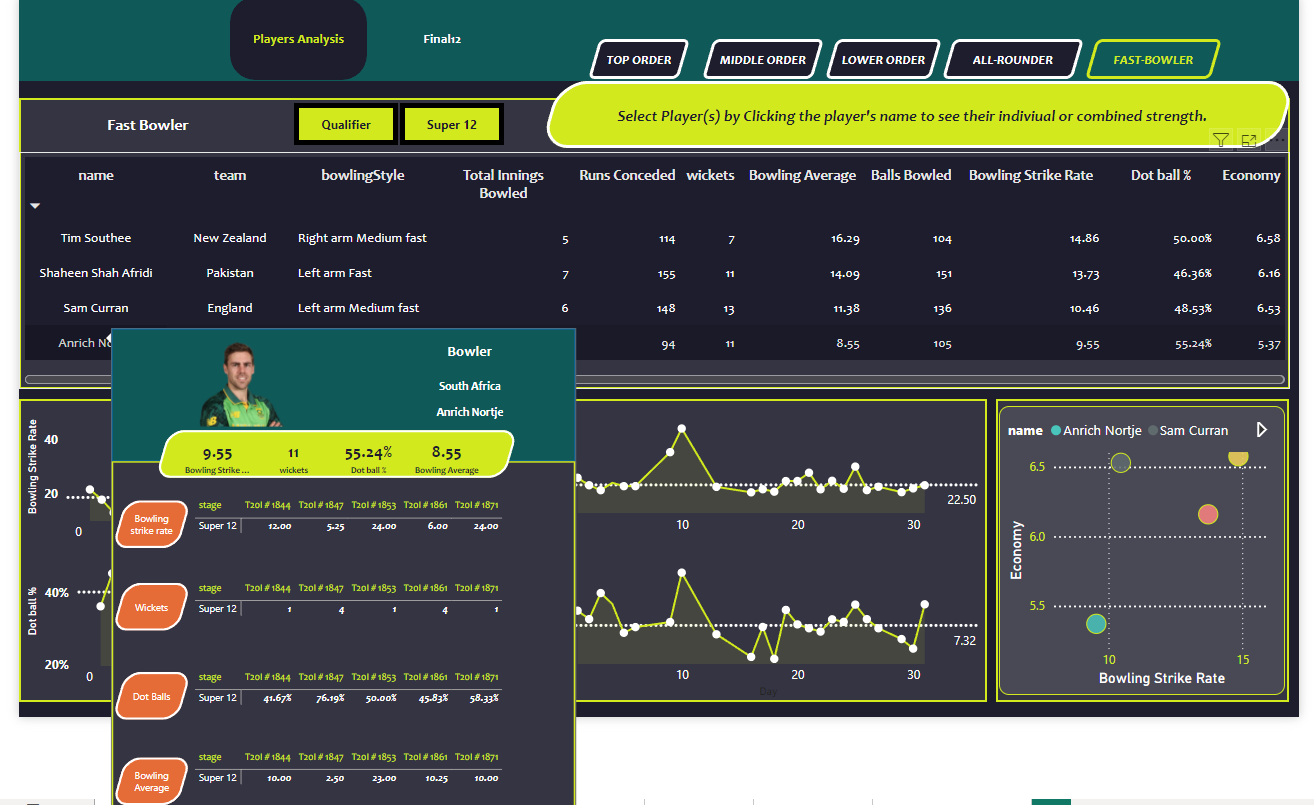 Players Analysis
Final12
TOP ORDER
MIDDLE ORDER
LOWER ORDER
ALL-ROUNDER
FAST-BOWLER
Select Player(s) by Clicking the player's name to see their indiviual or combined strength.
Fast Bowler
Qualifier
Super 12
name team bowlingStyle Total Innings Bowled Runs Conceded wickets Bowling Average Balls Bowled Bowling Strike Rate Dot ball % Economy
Tim Southee New Zealand Right arm Medium fast 5 114 7 16.29 104 14.86 50.00% 6.58
Shaheen Shah Afridi Pakistan Left arm Fast 7 155 11 14.09 151 13.73 46.36% 6.16
Sam Curran England Left arm Medium fast 6 148 13 11.38 136 10.46 48.53% 6.53
Anrich 94 11 8.55 105 9.55 55.24% 5.37
Bowler
South Africa
Anrich Nortje
9.55 11 55.24% 8.55
Bowling Strike ... wickets Dot ball % Bowling Average
Bowling strike rate
stage T20I # 1844 T20I # 1847 T20I # 1853 T20I # 1861 T20I # 1871
Super 12 12.00 5.25 24.00 6.00 24.00
Wickets
stage T20I # 1844 T20I # 1847 T20I # 1853 T20I # 1861 T20I # 1871
Super 12 1 4 1 4 1
Dot Balls
stage T20I # 1844 T20I # 1847 T20I # 1853 T20I # 1861 T20I # 1871
Super 12 41.67% 76.19% 50.00% 45.83% 58.33%
Bowling Average
stage T20I # 1844 T20I # 1847 T20I # 1853 T20I # 1861 T20I # 1871
Super 12 10.00 2.50 23.00 10.25 10.00
Bowling Strike Rate
40
20
0
10
20
30
22.50
Dot ball %
40%
20%
0
10
20
30
7.32
Day
name Anrich Nortje Sam Curran
Economy
6.5
6.0
5.5
10
15
Bowling Strike Rate